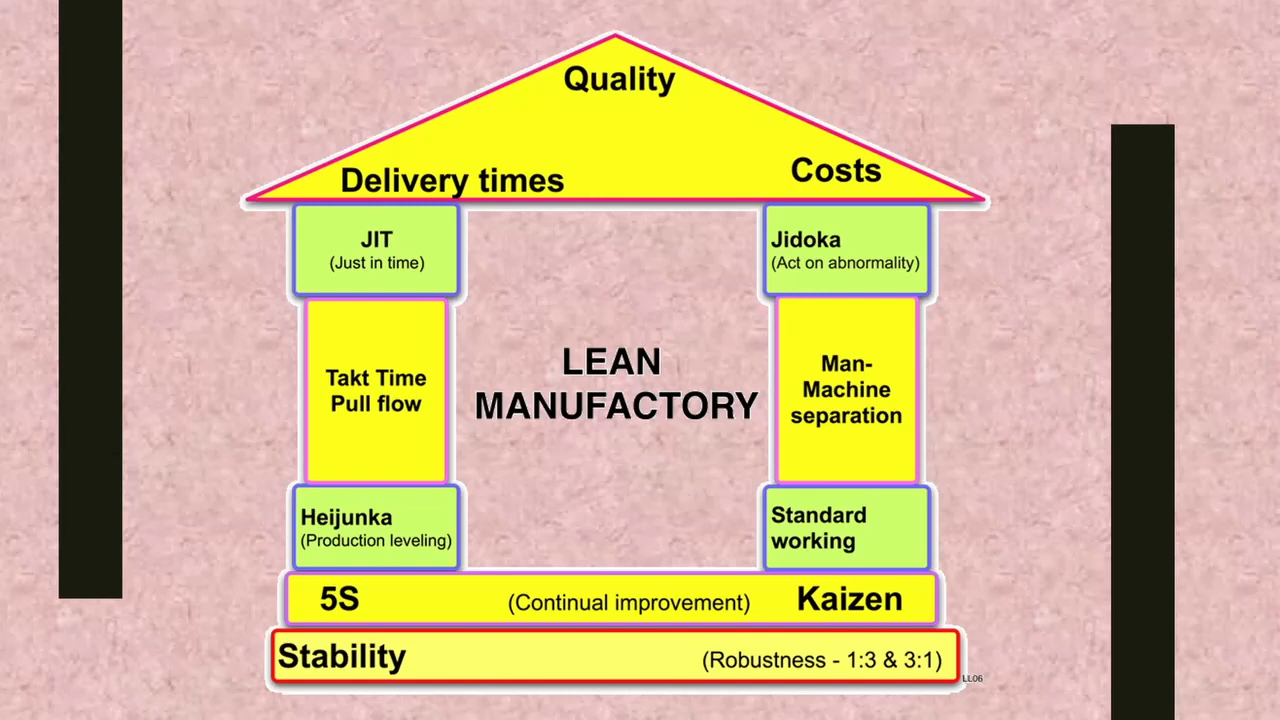 Quality
Delivery times
Costs
JIT
(Just in time)
Jidoka
(Act on abnormality)
Takt Time
Pull flow
LEAN
MANUFACTORY
Man-
Machine
separation
Heijunka
(Production leveling)
Standard
working
5S (Continual improvement) Kaizen
Stability (Robustness - 1:3 & 3:1)
LL06